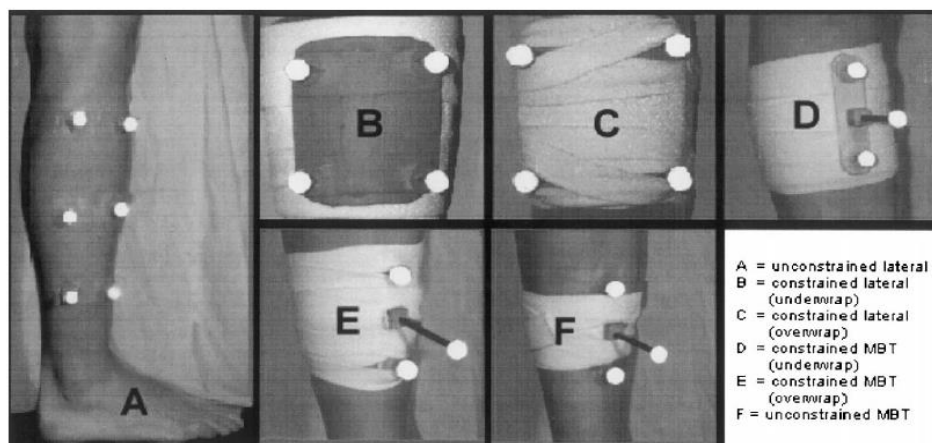 A
B
C
D
E
F
A = unconstrained lateral
B = constrained lateral
(underwrap)
C = constrained lateral
(overwrap)
D = constrained MBT
(underwrap)
E = constrained MBT
(overwrap)
F = unconstrained MBT